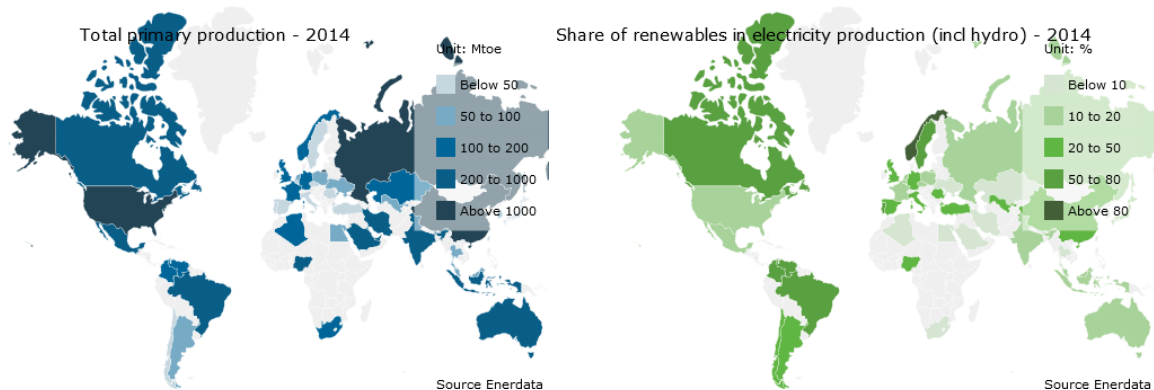 Total primary production - 2014
Unit: Mtoe
Below 50
50 to 100
100 to 200
200 to 1000
Above 1000
Source Enerdata
Share of renewables in electricity production (incl hydro) - 2014
Unit: %
Below 10
10 to 20
20 to 50
50 to 80
Above 80
Source Enerdata